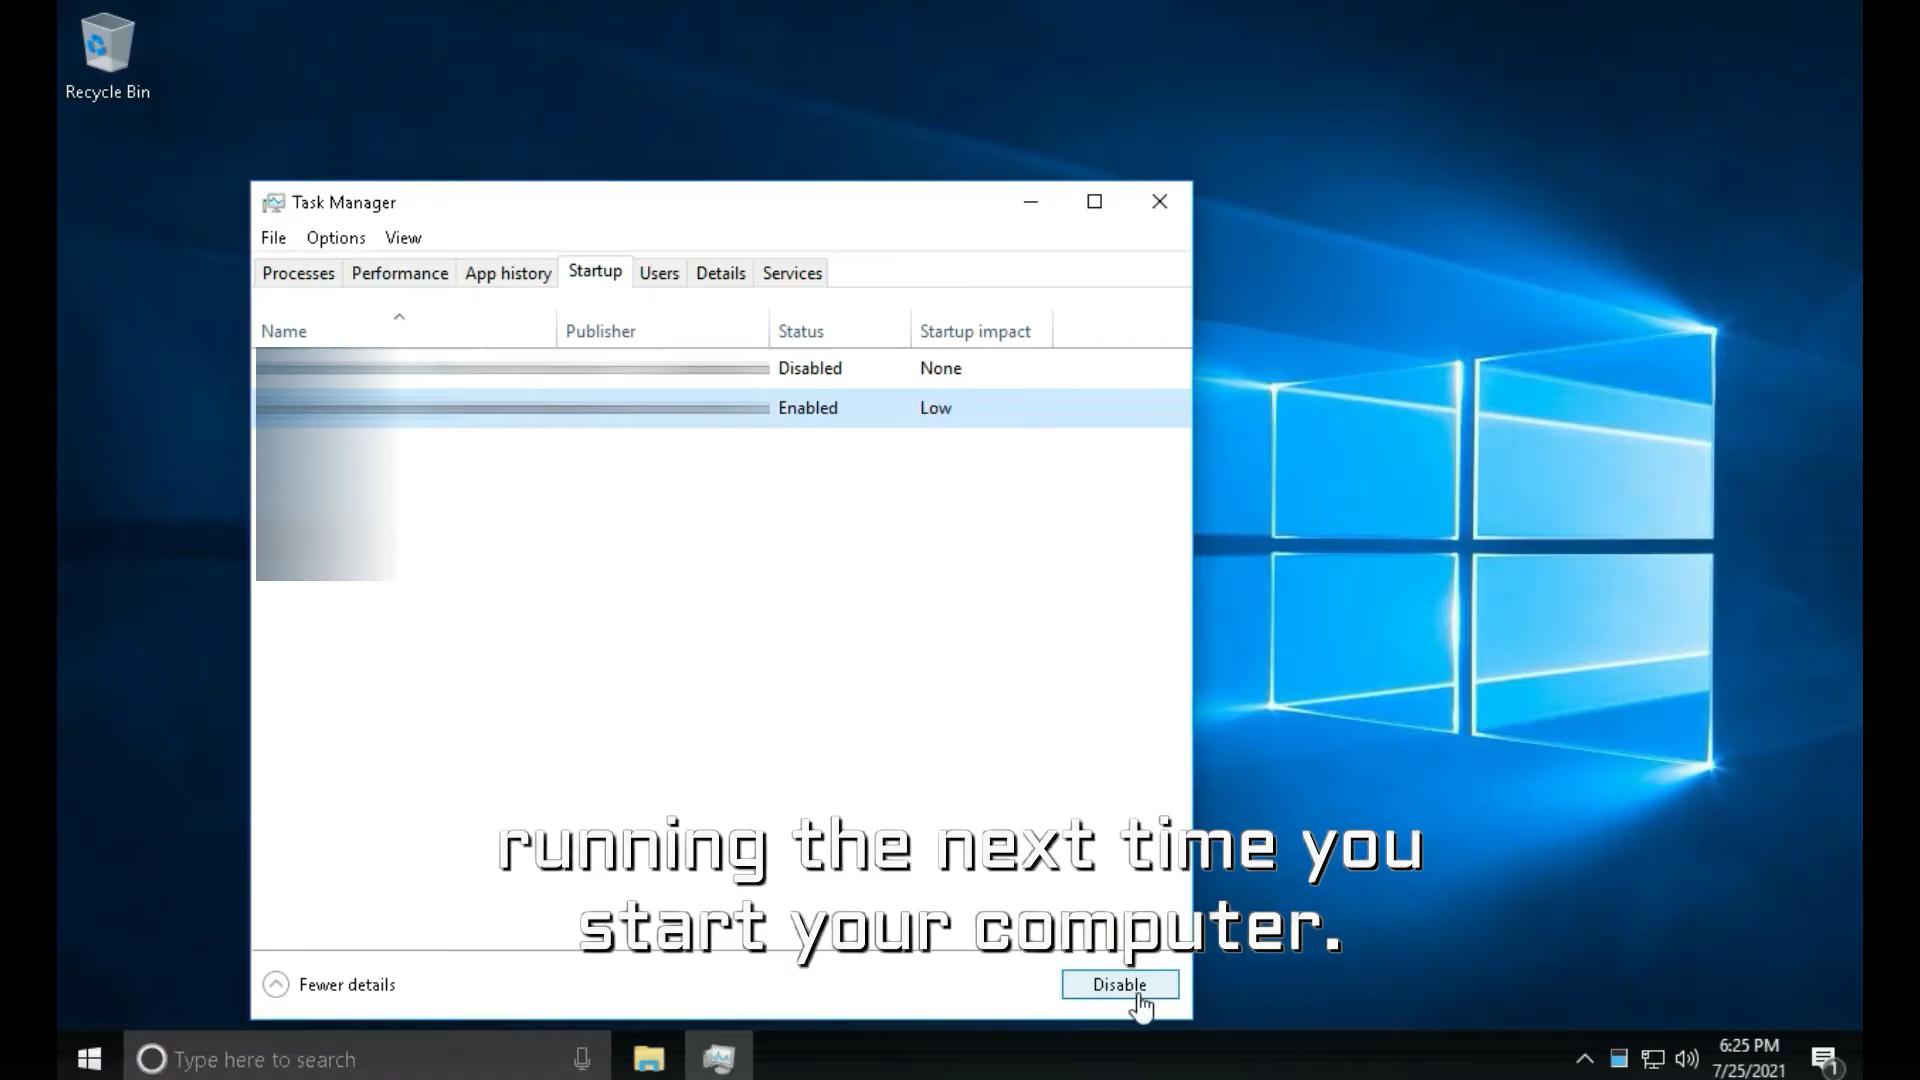 Recycle Bin
Task Manager
File Options View
Processes Performance App history Startup Users Details Services
Name Publisher Status Startup impact
Disabled None
Enabled Low
running the next time you
start your computer.
Fewer details
Disable
Type here to search
6:25 PM
7/25/2021
1